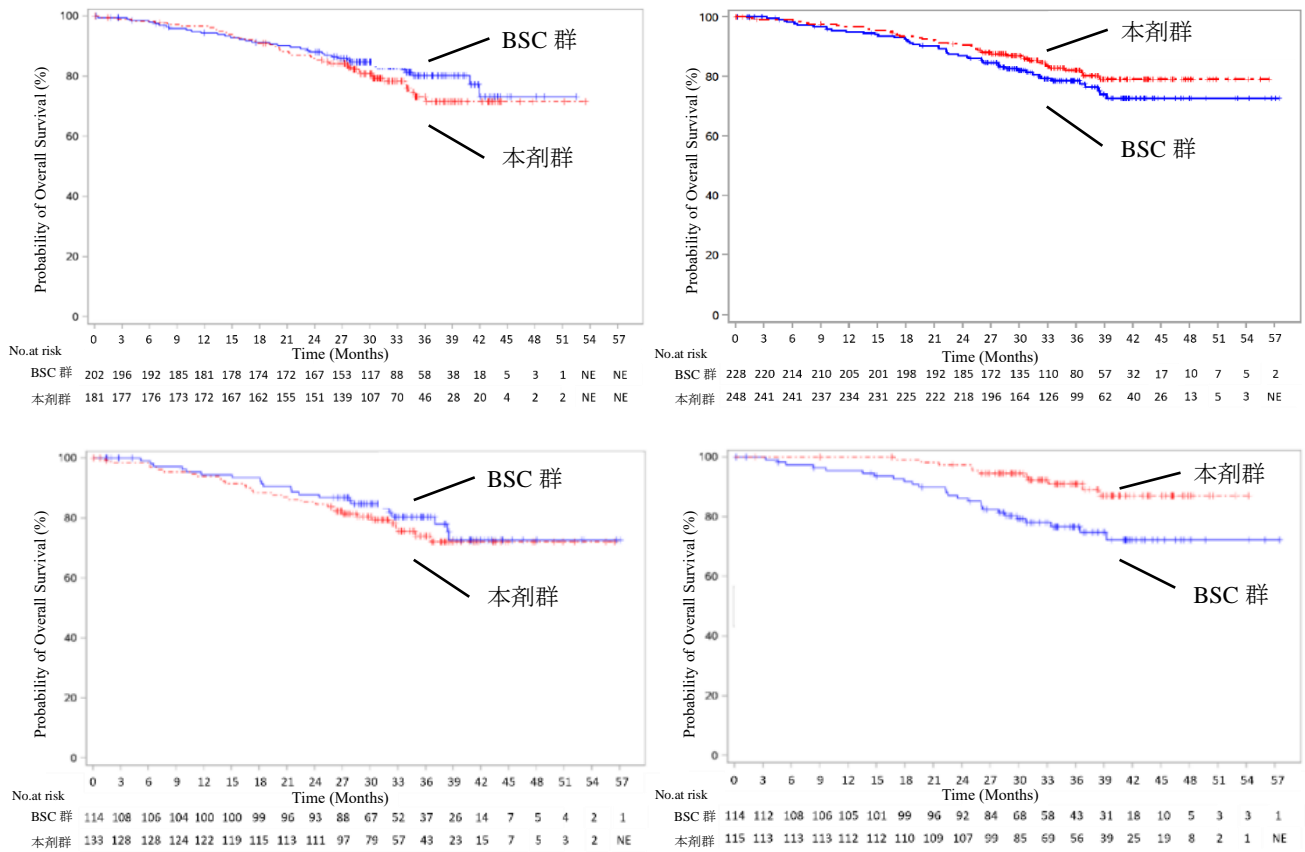 Probability of Overall Survival (%)
100
80
60
40
20
0
BSC 群
本剤群
0 3 6 9 12 15 18 21 24 27 30 33 36 39 42 45 48 51 54 57
No.at risk
Time (Months)
BSC 群 202 196 192 185 181 178 174 172 167 153 117 88 58 38 18 5 3 1 NE NE
本剤群 181 177 176 173 172 167 162 155 151 139 107 70 46 28 20 4 2 2 NE NE
Probability of Overall Survival (%)
100
80
60
40
20
0
本剤群
BSC 群
0 3 6 9 12 15 18 21 24 27 30 33 36 39 42 45 48 51 54 57
No.at risk
Time (Months)
BSC 群 228 220 214 210 205 201 198 192 185 172 135 110 80 57 32 17 10 7 5 2
本剤群 248 241 241 237 234 231 225 222 218 196 164 126 99 62 40 26 13 5 3 NE
Probability of Overall Survival (%)
100
80
60
40
20
0
BSC 群
本剤群
0 3 6 9 12 15 18 21 24 27 30 33 36 39 42 45 48 51 54 57
No.at risk
Time (Months)
BSC 群 114 108 106 104 100 100 99 96 93 88 67 52 37 26 14 7 5 4 2 1
本剤群 133 128 128 124 122 119 115 113 111 97 79 57 43 23 15 7 5 3 2 NE
Probability of Overall Survival (%)
100
80
60
40
20
0
本剤群
BSC 群
0 3 6 9 12 15 18 21 24 27 30 33 36 39 42 45 48 51 54 57
No.at risk
Time (Months)
BSC 群 114 112 108 106 105 101 99 96 92 84 68 58 43 31 18 10 5 3 3 1
本剤群 115 113 113 113 112 112 110 109 107 99 85 69 56 39 25 19 8 2 1 NE